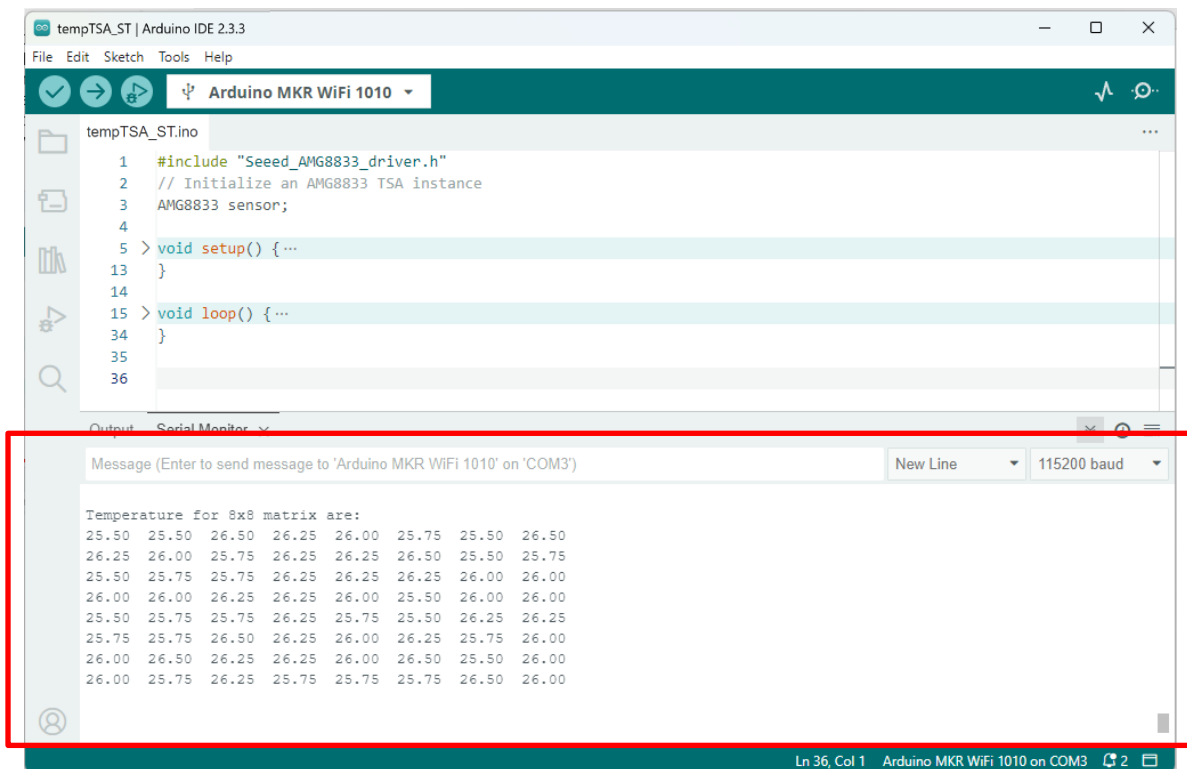 tempTSA_ST | Arduino IDE 2.3.3
File Edit Sketch Tools Help
Arduino MKR WiFi 1010
tempTSA_ST.ino
1 #include "Seeed_AMG8833_driver.h"
2 // Initialize an AMG8833 TSA instance
3 AMG8833 sensor;
4
5 void setup() {…
13 }
14
15 void loop() {…
34 }
35
36
Output Serial Monitor
Message (Enter to send message to 'Arduino MKR WiFi 1010' on 'COM3') New Line 115200 baud
Temperature for 8x8 matrix are:
25.50 25.50 26.50 26.25 26.00 25.75 25.50 26.50
26.25 26.00 25.75 26.25 26.25 26.50 25.50 25.75
25.50 25.75 25.75 26.25 26.25 26.25 26.00 26.00
26.00 26.00 26.25 26.25 26.00 25.50 26.00 26.00
25.50 25.75 25.75 26.25 25.75 25.50 26.25 26.25
25.75 25.75 26.50 26.25 26.00 26.25 25.75 26.00
26.00 26.50 26.25 26.25 26.00 26.50 25.50 26.00
26.00 25.75 26.25 25.75 25.75 25.75 26.50 26.00
Ln 36, Col 1 Arduino MKR WiFi 1010 on COM3 2